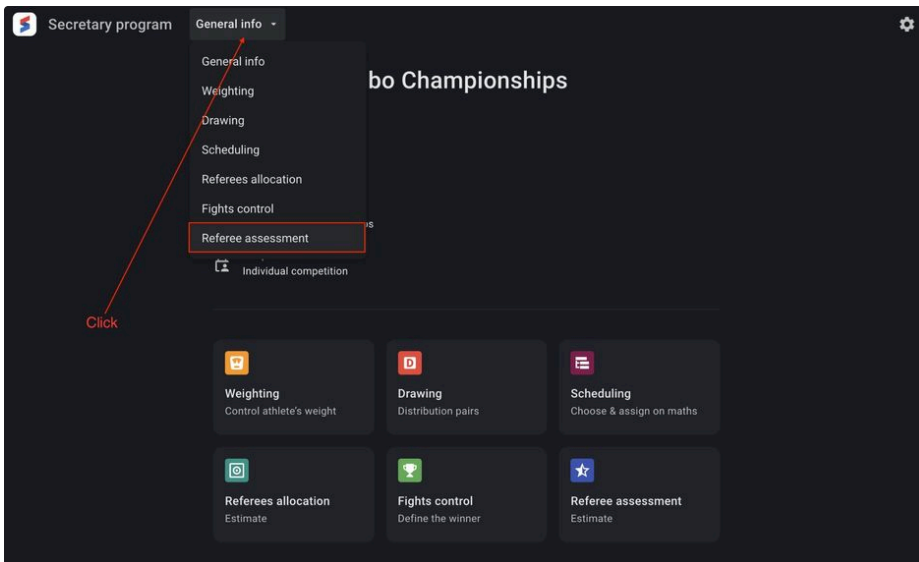 Secretary program
General info
General info
Weighting
bo Championships
Drawing
Scheduling
Referees allocation
Fights control
Referee assessment
Individual competition
Click
Weighting
Control athlete's weight
Drawing
Distribution pairs
Scheduling
Choose & assign on maths
Referees allocation
Estimate
Fights control
Define the winner
Referee assessment
Estimate